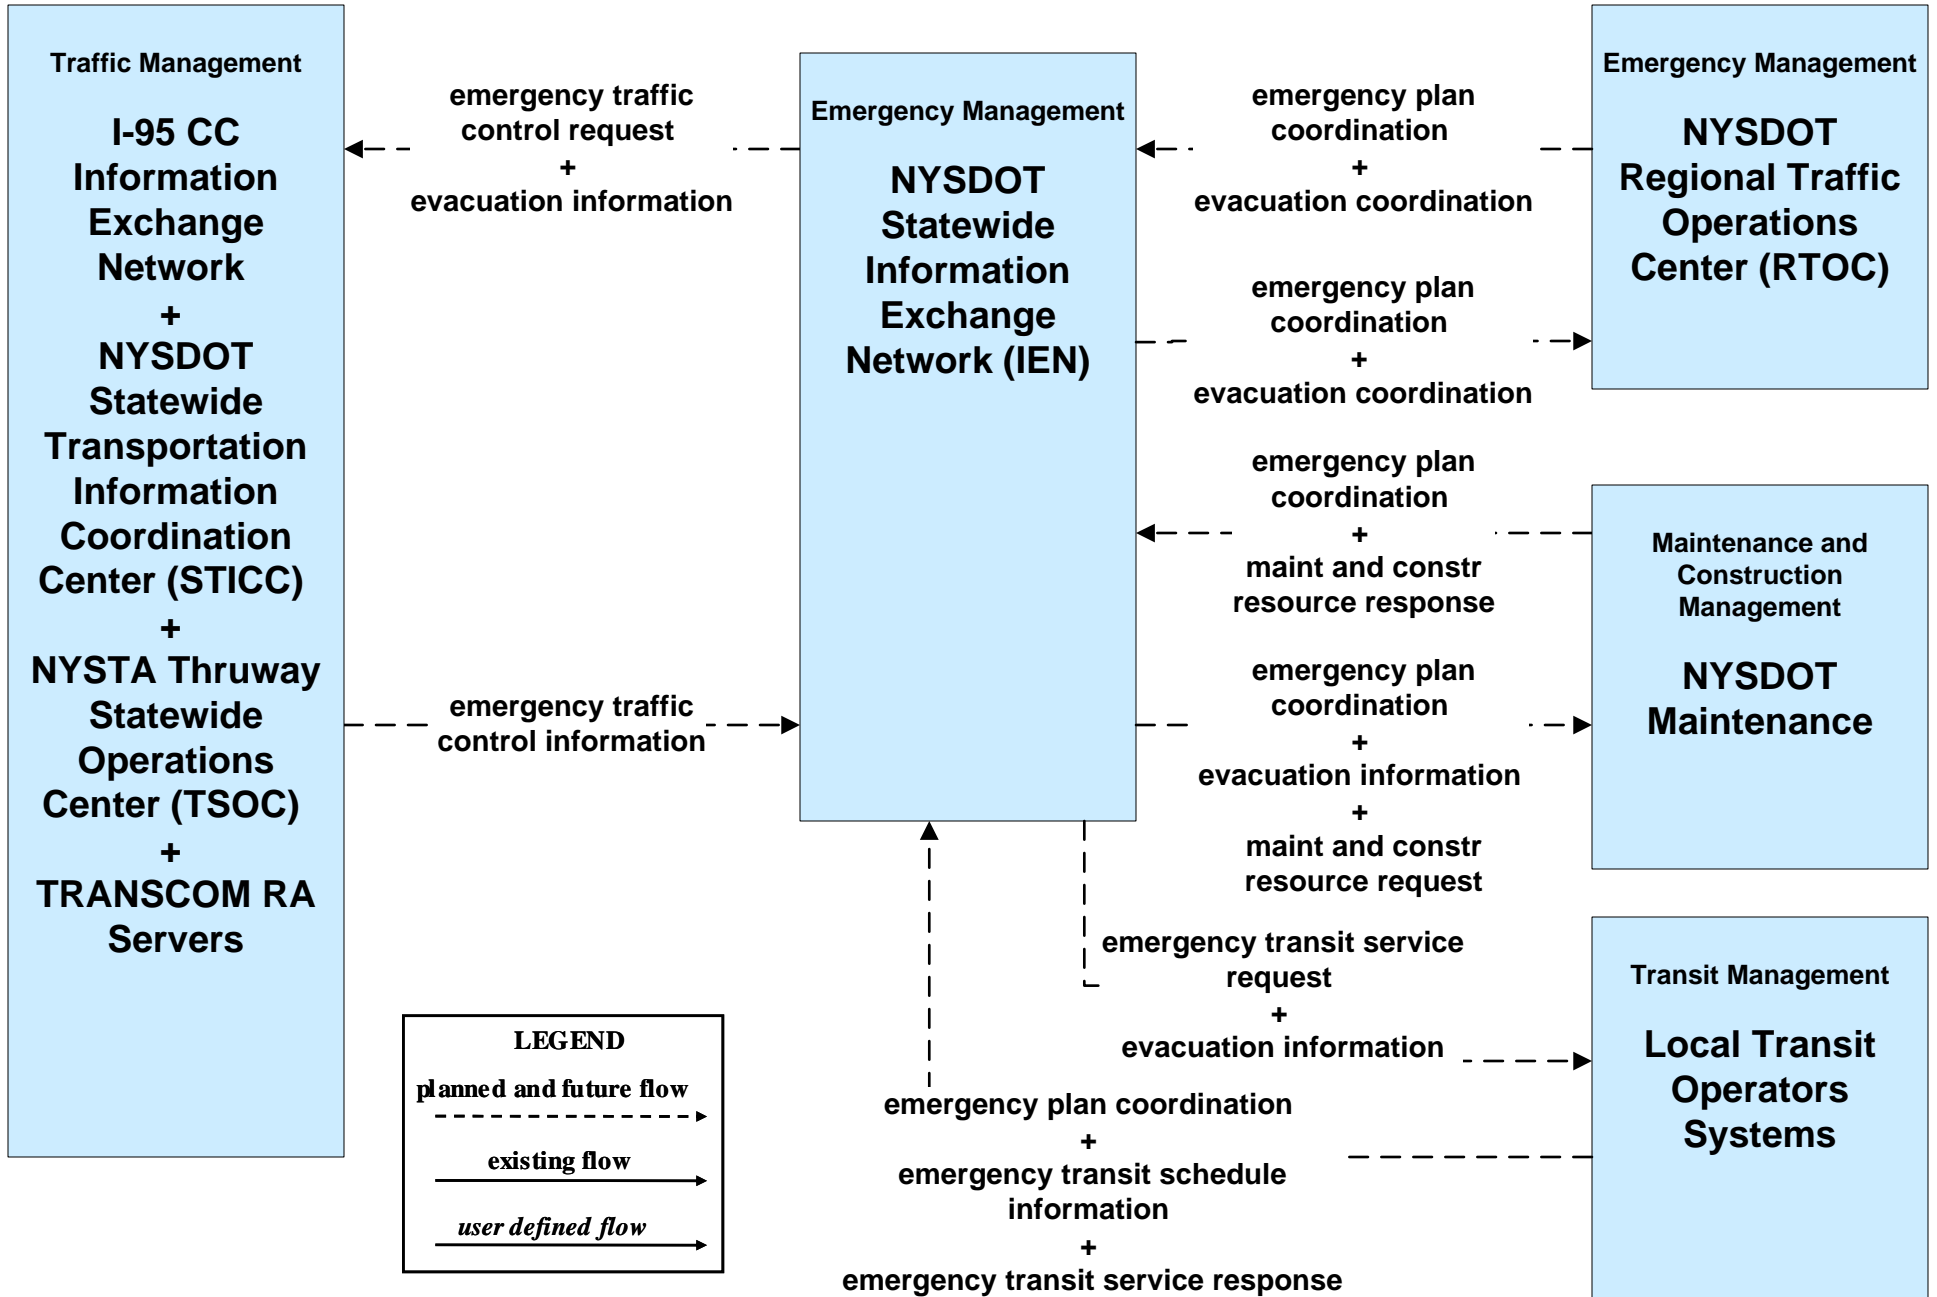 Traffic Management
I-95 CC
Information
Exchange
Network
+
NYSDOT
Statewide
Transportation
Information
Coordination
Center (STICC)
+
NYSTA Thruway
Statewide
Operations
Center (TSOC)
+
TRANSCOM RA
Servers
emergency traffic
control request
+
evacuation information
emergency traffic
control information
Emergency Management
NYSDOT
Statewide
Information
Exchange
Network (IEN)
emergency plan
coordination
+
evacuation coordination
emergency plan
coordination
+
evacuation coordination
emergency plan
coordination
+
maint and constr
resource response
emergency plan
coordination
+
evacuation information
+
maint and constr
resource request
emergency transit service
request
+
evacuation information
emergency plan coordination
+
emergency transit schedule
information
+
emergency transit service response
Emergency Management
NYSDOT
Regional Traffic
Operations
Center (RTOC)
Maintenance and
Construction
Management
NYSDOT
Maintenance
Transit Management
Local Transit
Operators
Systems
LEGEND
planned and future flow
existing flow
user defined flow